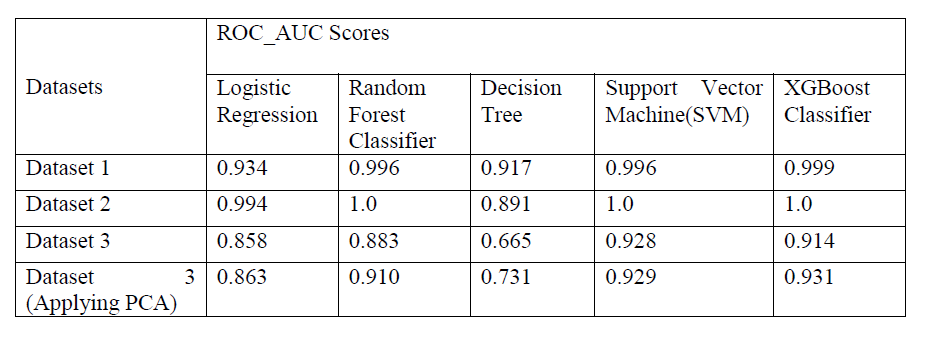 ROC_AUC Scores
Datasets
Logistic Regression
Random Forest Classifier
Decision Tree
Support Vector Machine(SVM)
XGBoost Classifier
Dataset 1 0.934 0.996 0.917 0.996 0.999
Dataset 2 0.994 1.0 0.891 1.0 1.0
Dataset 3 0.858 0.883 0.665 0.928 0.914
Dataset 3 (Applying PCA) 0.863 0.910 0.731 0.929 0.931